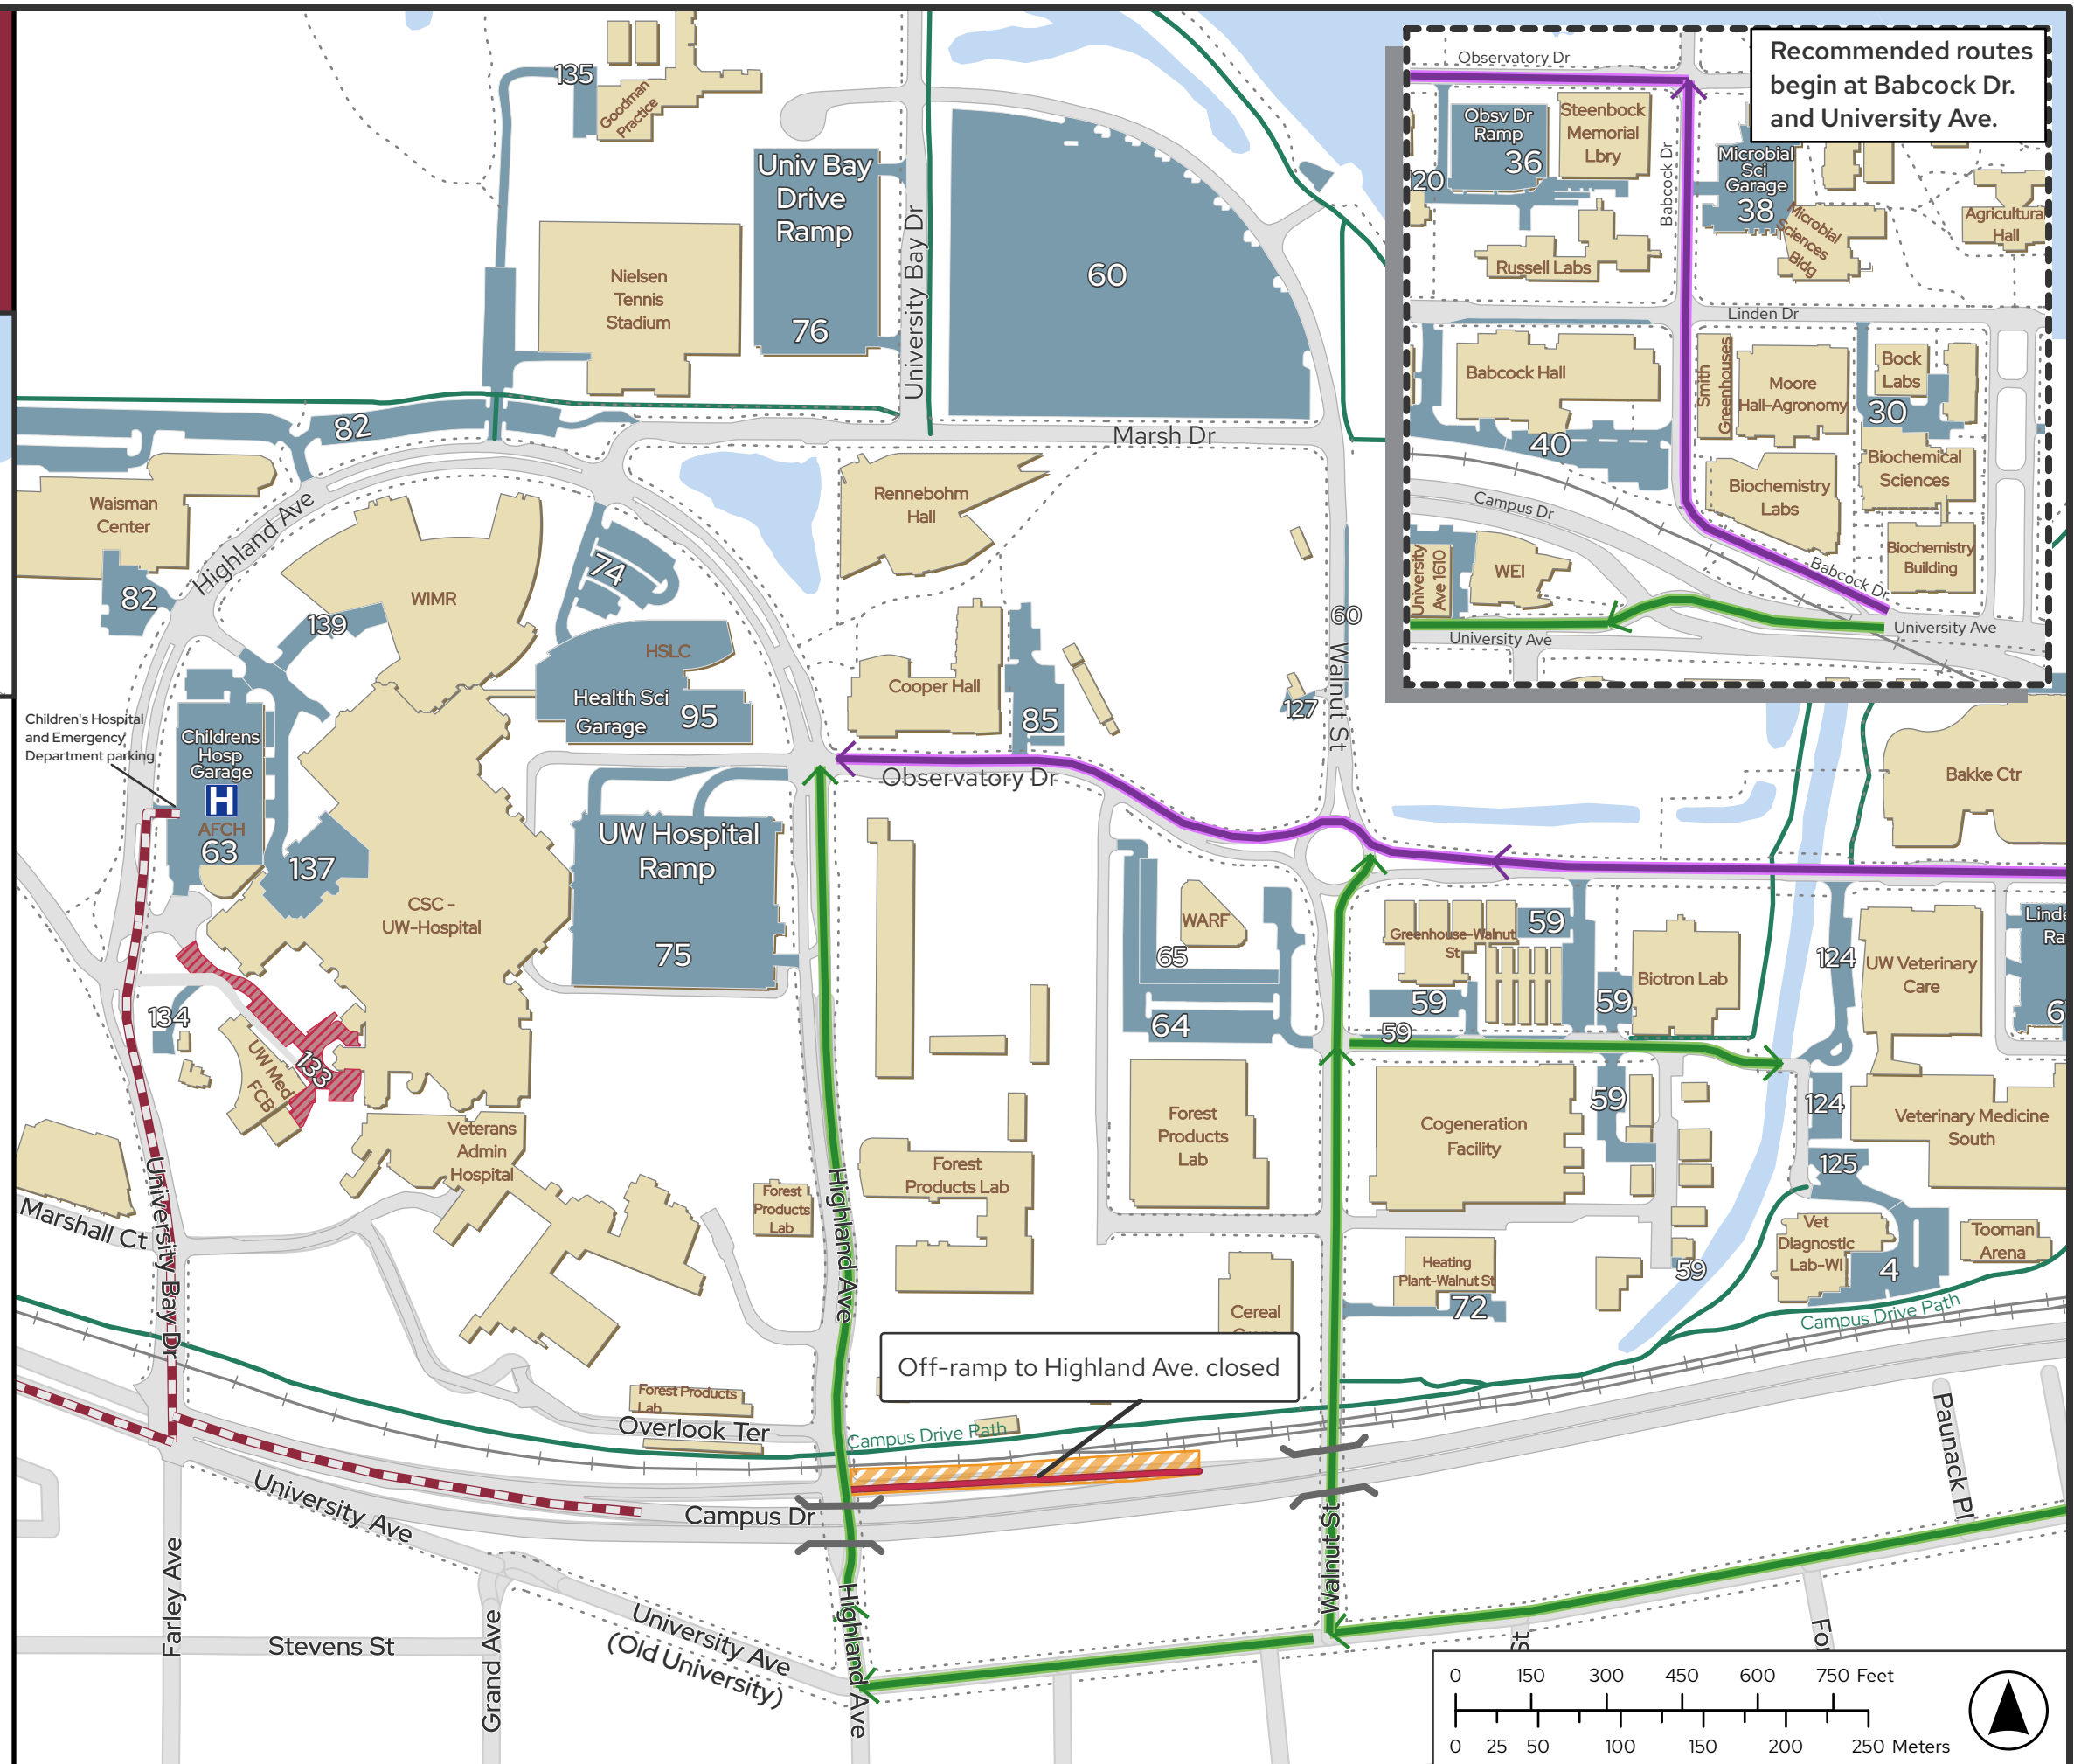 135
Goodman
Practice
Univ Bay
Drive
Ramp
76
University Bay Dr
60
Nielsen
Tennis
Stadium
82
Marsh Dr
Waisman
Center
82
Highland Ave
WIMR
139
74
HSLC
Health Sci
Garage 95
Rennebohm
Hall
Cooper Hall
85
60
Walnut St
127
Observatory Dr
Children's Hospital
and Emergency
Department parking
Childrens
Hosp
Garage
H
AFCH
63
137
CSC -
UW-Hospital
UW Hospital
Ramp
75
134
133
UW Med
FCB
Veterans
Admin
Hospital
Marshall Ct
University Bay Dr
Forest
Products
Lab
Forest
Products Lab
Highland Ave
WARF
65
64
Forest
Products
Lab
Greenhouse-Walnut
St
59
59
59
59
Biotron Lab
124
UW Veterinary
Care
Bakke Ctr
Cogeneration
Facility
59
124
125
Veterinary Medicine
South
Vet
Diagnostic
Lab-WI
4
Tooman
Arena
59
Heating
Plant-Walnut St
72
Cereal
Off-ramp to Highland Ave. closed
Forest Products
Lab
Overlook Ter
Campus Drive Path
Campus Drive Path
Campus Dr
University Ave
Farley Ave
Stevens St
Grand Ave
University Ave
(Old University)
Highland Ave
Walnut St
Paunack Pl
St
0 150 300 450 600 750 Feet
0 25 50 100 150 200 250 Meters
Recommended routes
begin at Babcock Dr.
and University Ave.
Observatory Dr
Obsv Dr
Ramp
36
20
Steenbock
Memorial
Lbry
Babcock Dr
Microbial
Sci
Garage
38
Microbial
Sciences
Bldg
Agricultural
Hall
Russell Labs
Linden Dr
Babcock Hall
40
Smith
Greenhouses
Moore
Hall-Agronomy
Bock
Labs
30
Biochemical
Sciences
Biochemistry
Labs
Biochemistry
Building
Campus Dr
University
Ave 1610
WEI
Babcock Dr
University Ave
University Ave